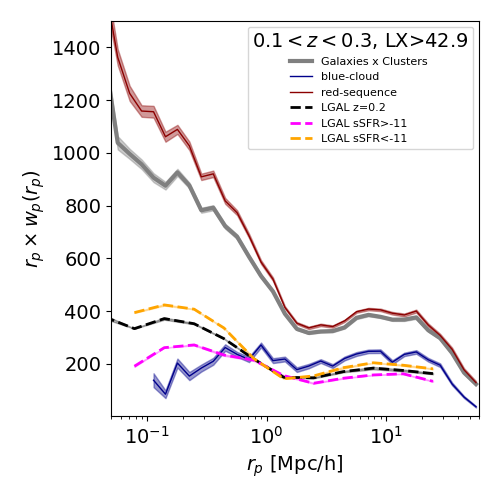 0.1 < z < 0.3, LX>42.9
Galaxies x Clusters
blue-cloud
red-sequence
LGAL z=0.2
LGAL sSFR>-11
LGAL sSFR<-11
1400
1200
1000
800
600
400
200
r_p × w_p(r_p)
10^{-1} 10^0 10^1
r_p [Mpc/h]